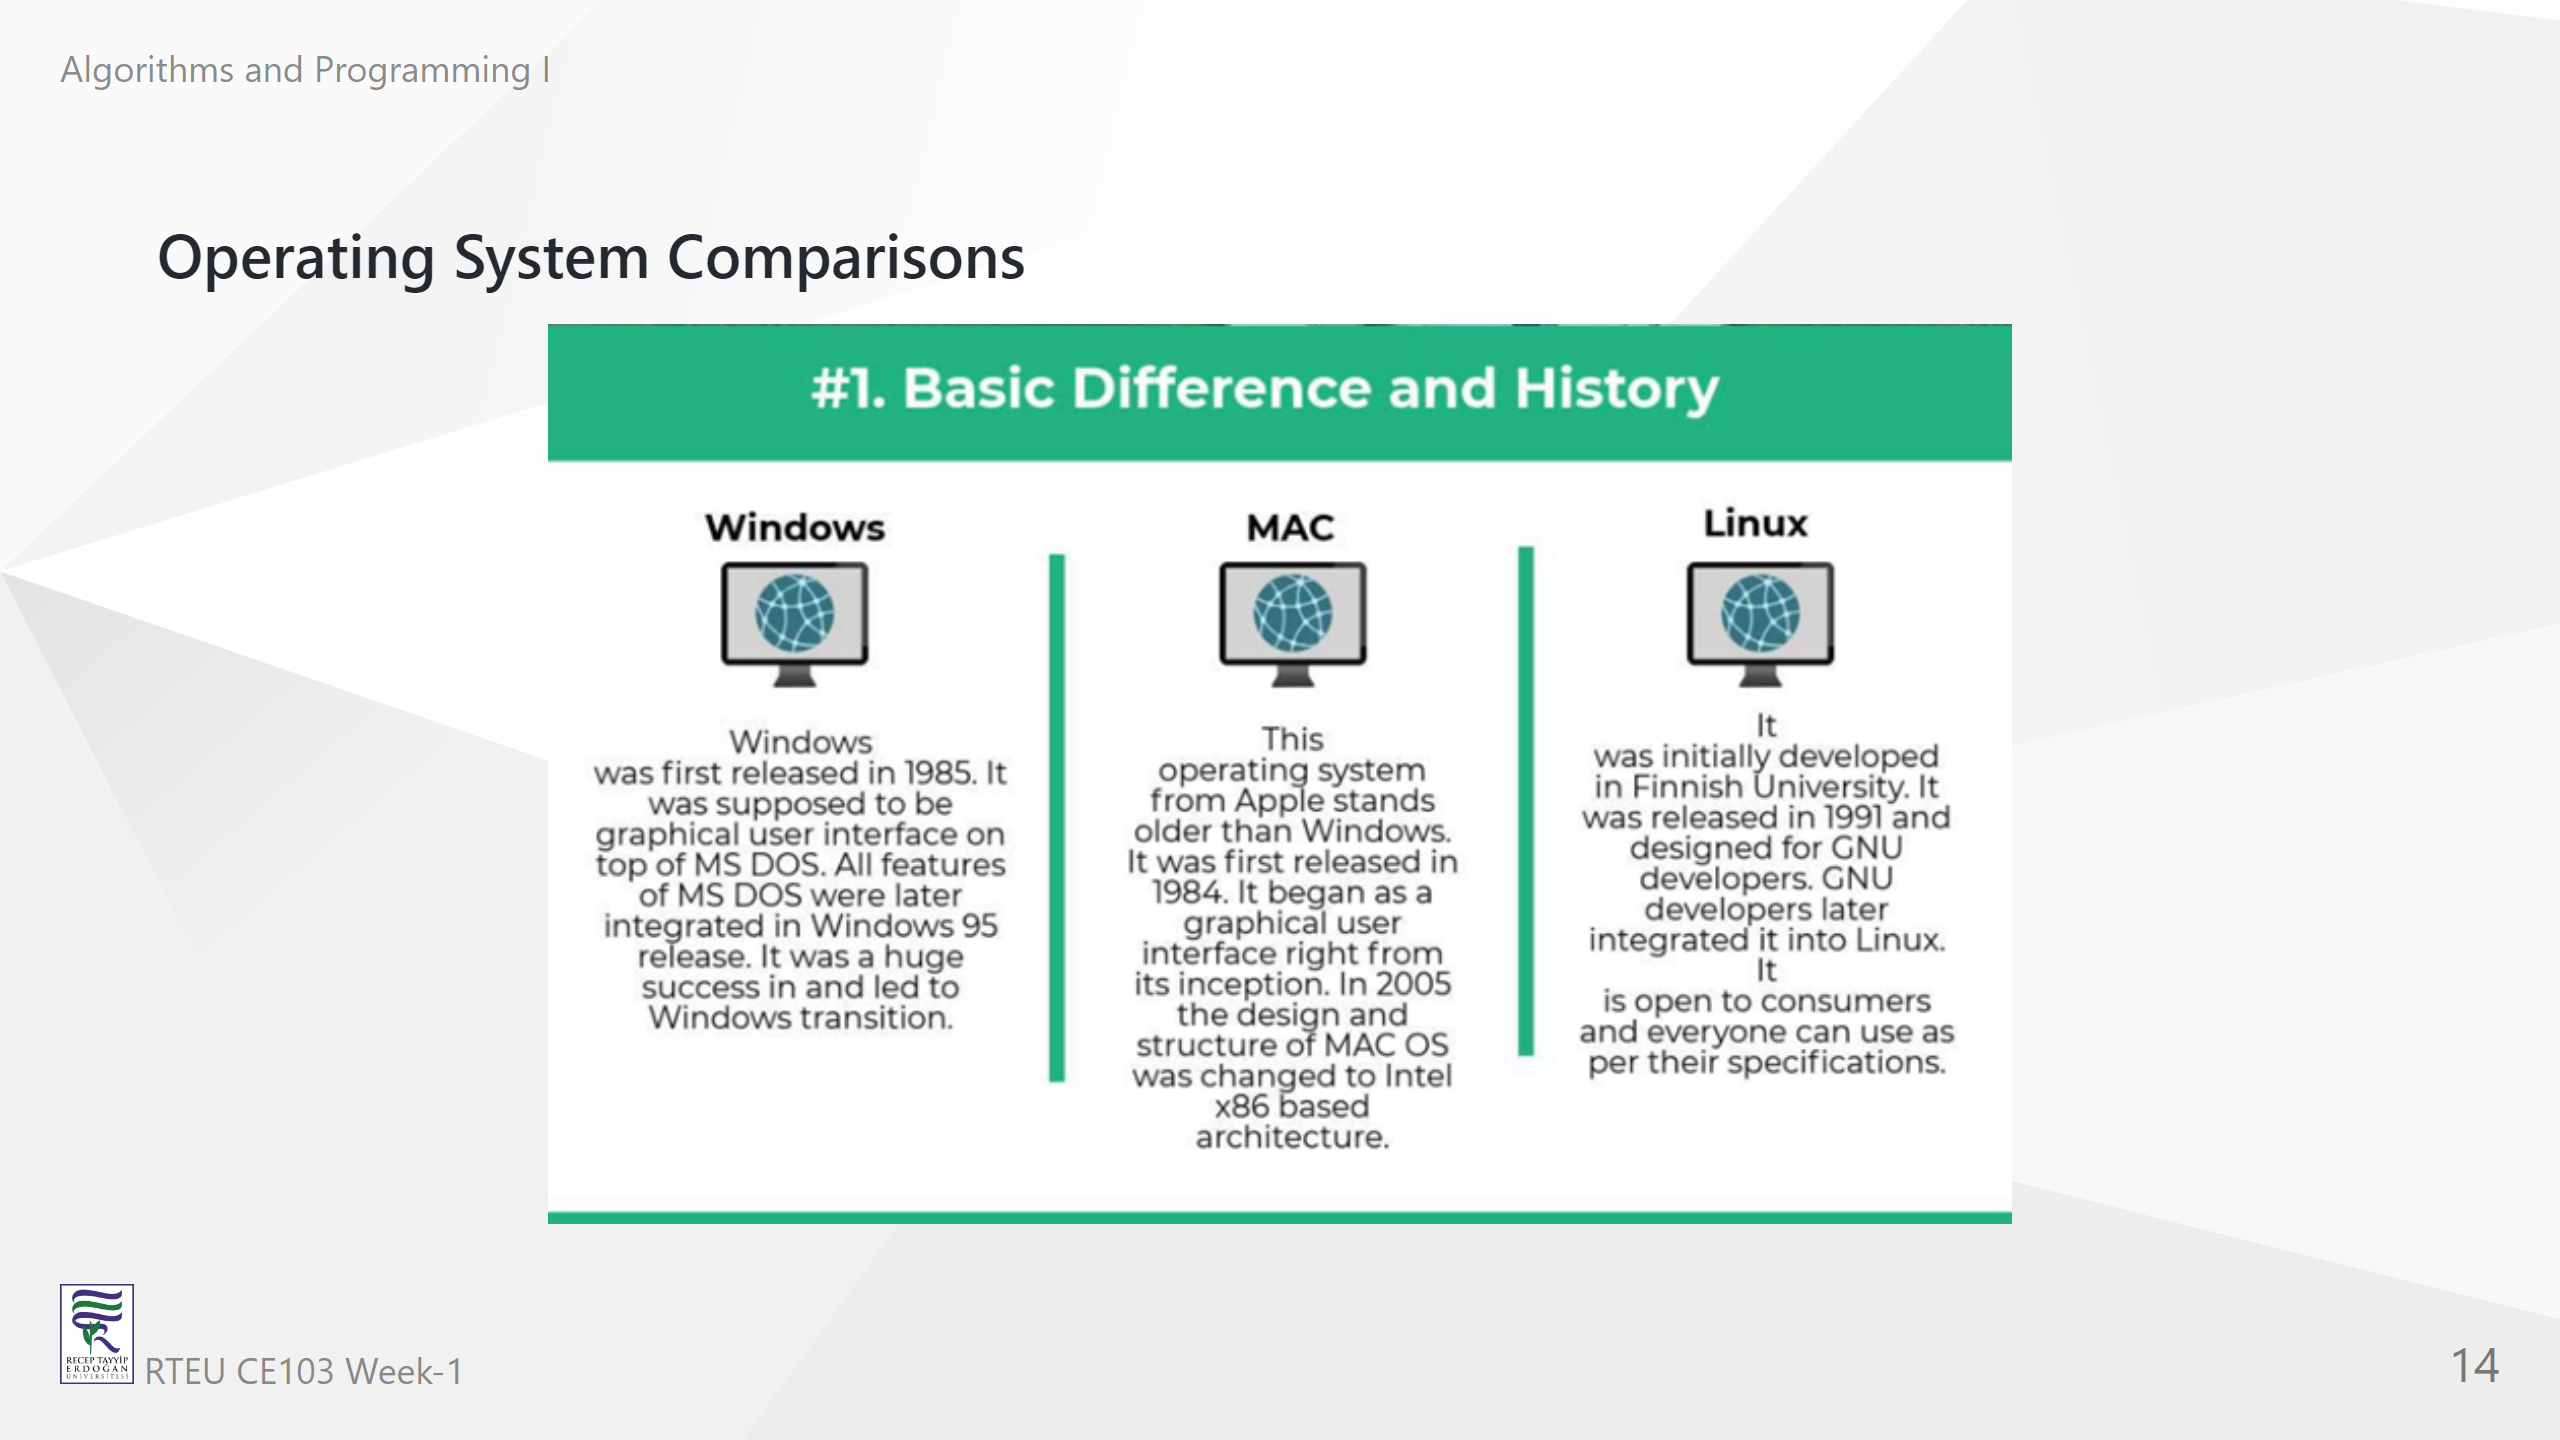 Algorithms and Programming I
Operating System Comparisons
#1. Basic Difference and History
Windows
Windows
was first released in 1985. It
was supposed to be
graphical user interface on
top of MS DOS. All features
of MS DOS were later
integrated in Windows 95
release. It was a huge
success in and led to
Windows transition.
MAC
This
operating system
from Apple stands
older than Windows.
It was first released in
1984. It began as a
graphical user
interface right from
its inception. In 2005
the design and
structure of MAC OS
was changed to Intel
x86 based
architecture.
Linux
It
was initially developed
in Finnish University. It
was released in 1991 and
designed for GNU
developers. GNU
developers later
integrated it into Linux.
It
is open to consumers
and everyone can use as
per their specifications.
RECEP TAYYİP
ERDOĞAN
ÜNİVERSİTESİ
RTEU CE103 Week-1
14